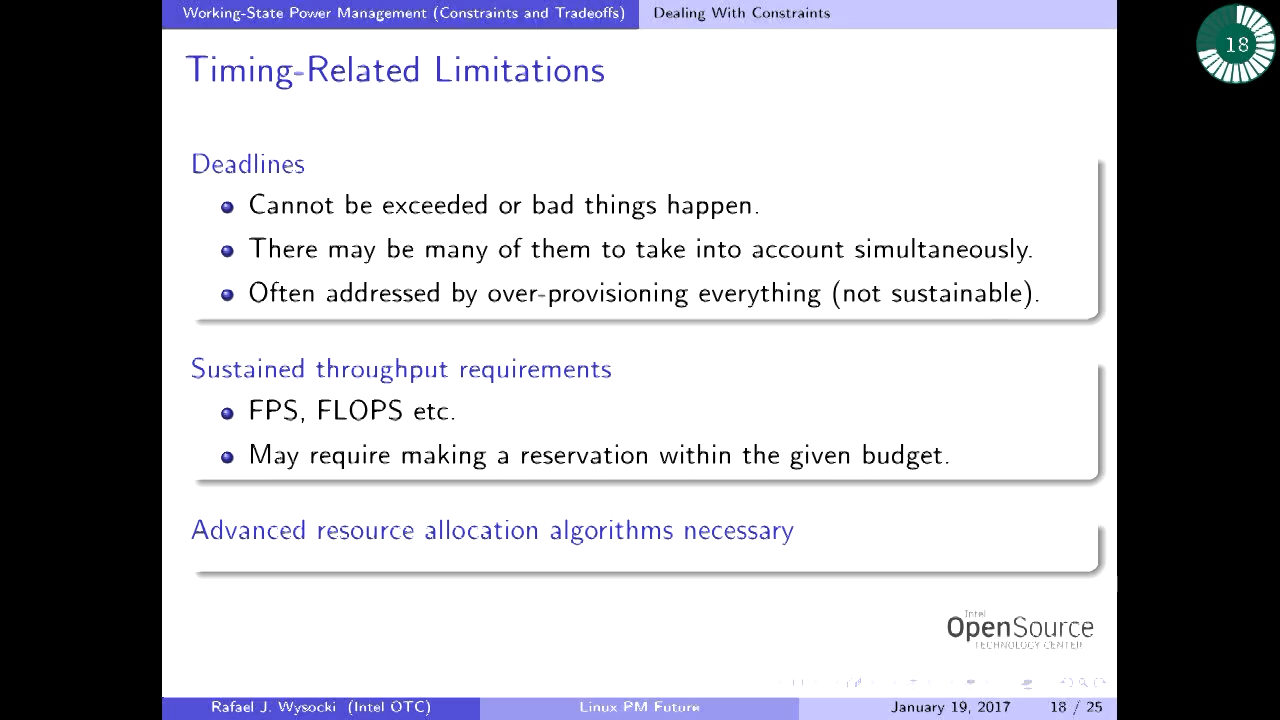 Working-State Power Management (Constraints and Tradeoffs) Dealing With Constraints
18
Timing-Related Limitations
Deadlines
Cannot be exceeded or bad things happen.
There may be many of them to take into account simultaneously.
Often addressed by over-provisioning everything (not sustainable).
Sustained throughput requirements
FPS, FLOPS etc.
May require making a reservation within the given budget.
Advanced resource allocation algorithms necessary
Intel
OpenSource
TECHNOLOGY CENTER
Rafael J. Wysocki (Intel OTC) Linux PM Future January 19, 2017 18 / 25